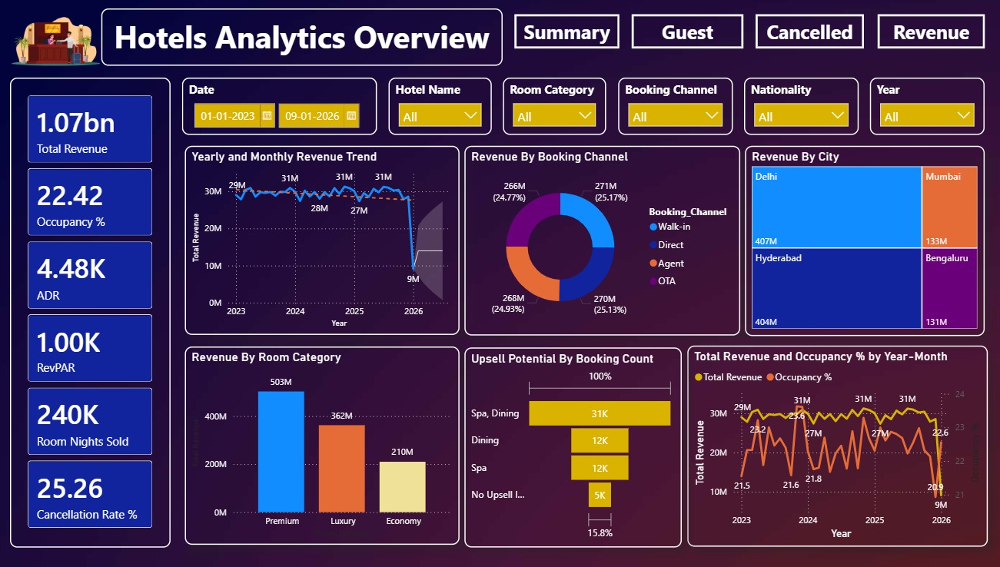 Hotels Analytics Overview
Summary
Guest
Cancelled
Revenue
1.07bn
Total Revenue
22.42
Occupancy %
4.48K
ADR
1.00K
RevPAR
240K
Room Nights Sold
25.26
Cancellation Rate %
Date
01-01-2023
09-01-2026
Hotel Name
All
Room Category
All
Booking Channel
All
Nationality
All
Year
All
Yearly and Monthly Revenue Trend
Total Revenue
30M
20M
10M
0M
29M
31M
28M
31M
27M
31M
9M
2023
2024
2025
2026
Year
Revenue By Booking Channel
266M
(24.77%)
271M
(25.17%)
268M
(24.93%)
270M
(25.13%)
Booking_Channel
Walk-in
Direct
Agent
OTA
Revenue By City
Delhi
407M
Mumbai
133M
Hyderabad
404M
Bengaluru
131M
Revenue By Room Category
400M
200M
0M
503M
362M
210M
Premium
Luxury
Economy
Upsell Potential By Booking Count
100%
Spa, Dining
31K
Dining
12K
Spa
12K
No Upsell I...
5K
15.8%
Total Revenue and Occupancy % by Year-Month
Total Revenue
Occupancy %
Total Revenue
30M
20M
10M
29M
31M
31M
31M
23.6
23.2
27M
27M
22.6
21.5
21.6
21.8
20.9
9M
24
23
22
21
Occupancy %
2023
2024
2025
2026
Year